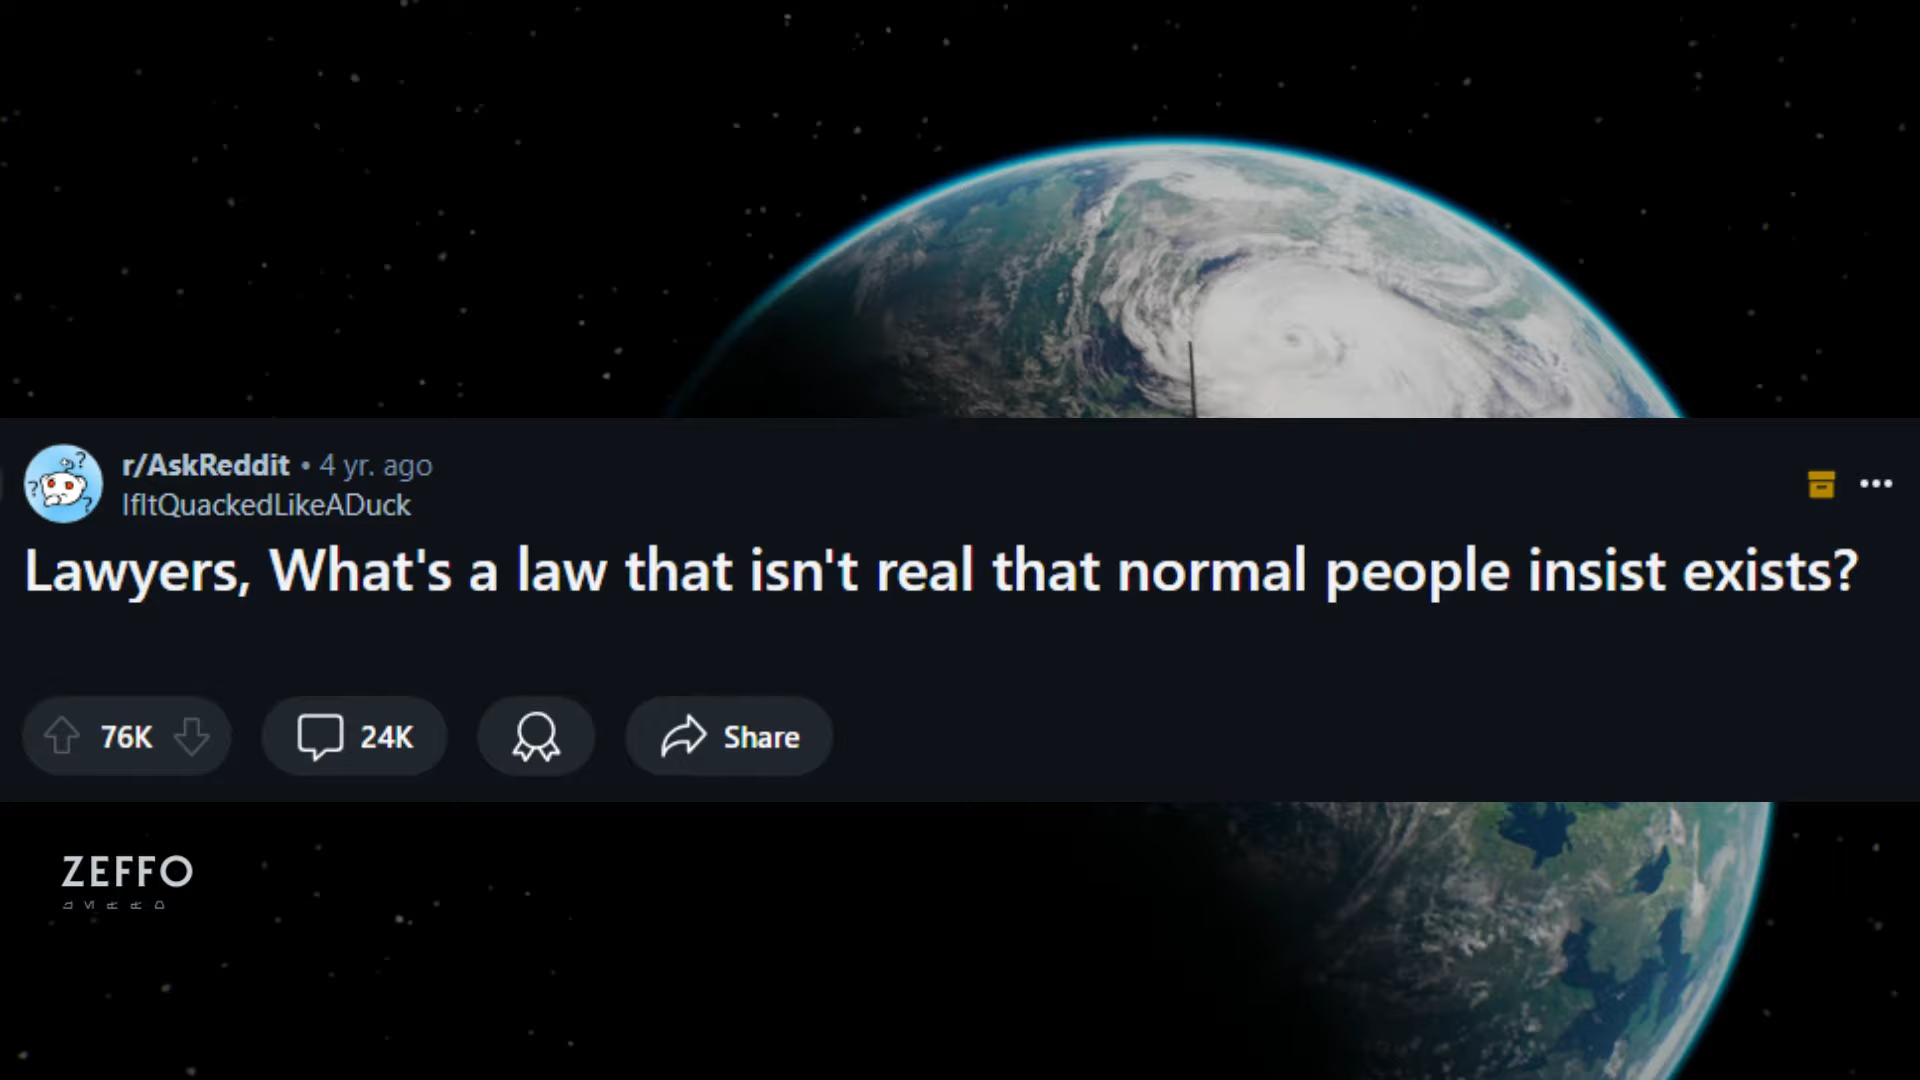 r/AskReddit • 4 yr. ago
IfItQuackedLikeADuck
Lawyers, What's a law that isn't real that normal people insist exists?
76K
24K
Share
ZEFFO